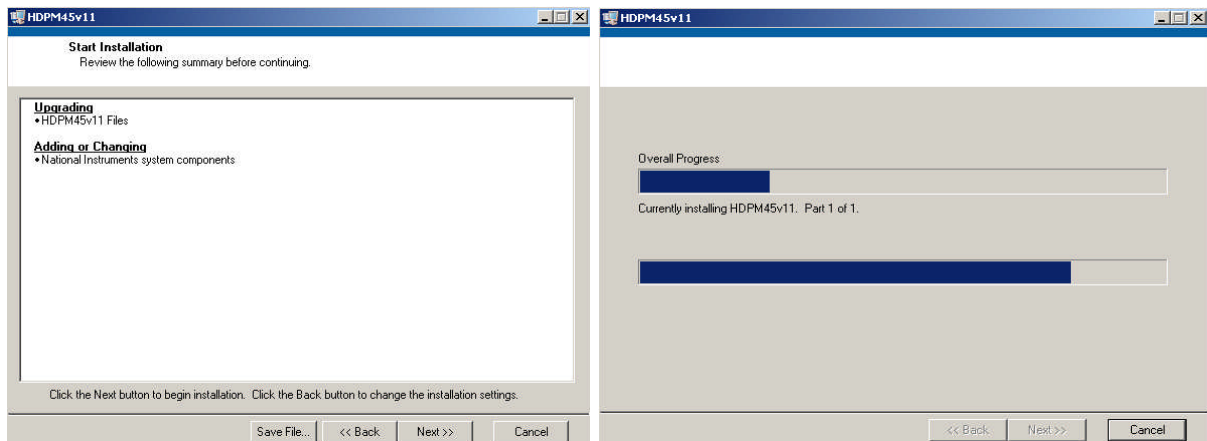 HDPM45v11
Start Installation
Review the following summary before continuing.
Upgrading
•HDPM45v11 Files
Adding or Changing
•National Instruments system components
Click the Next button to begin installation.  Click the Back button to change the installation settings.
Save File...
<< Back
Next >>
Cancel
HDPM45v11
Overall Progress
Currently installing HDPM45v11.  Part 1 of 1.
<< Back
Next >>
Cancel